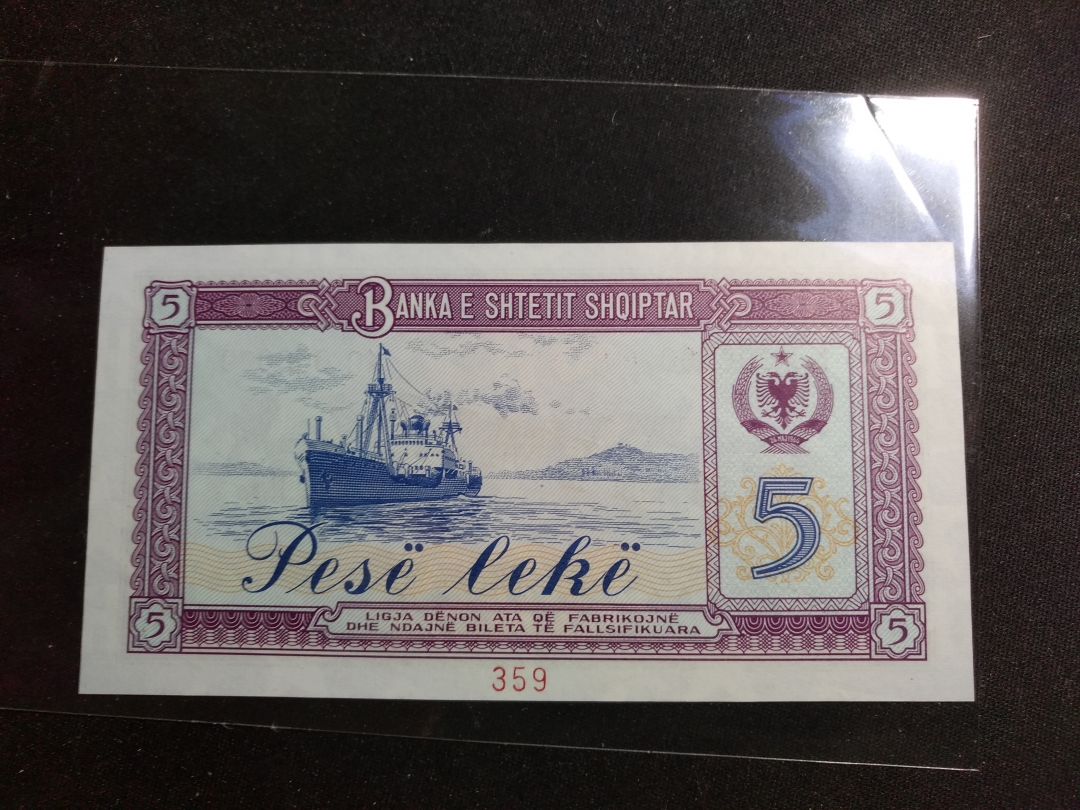 5 BANKA E SHTETIT SHQIPTAR 5
5
Pesë lekë
5 LIGJA DËNON ATA QË FABRIKOJNË 5
DHE NDAJNË BILETA TË FALLSIFIKUARA
359